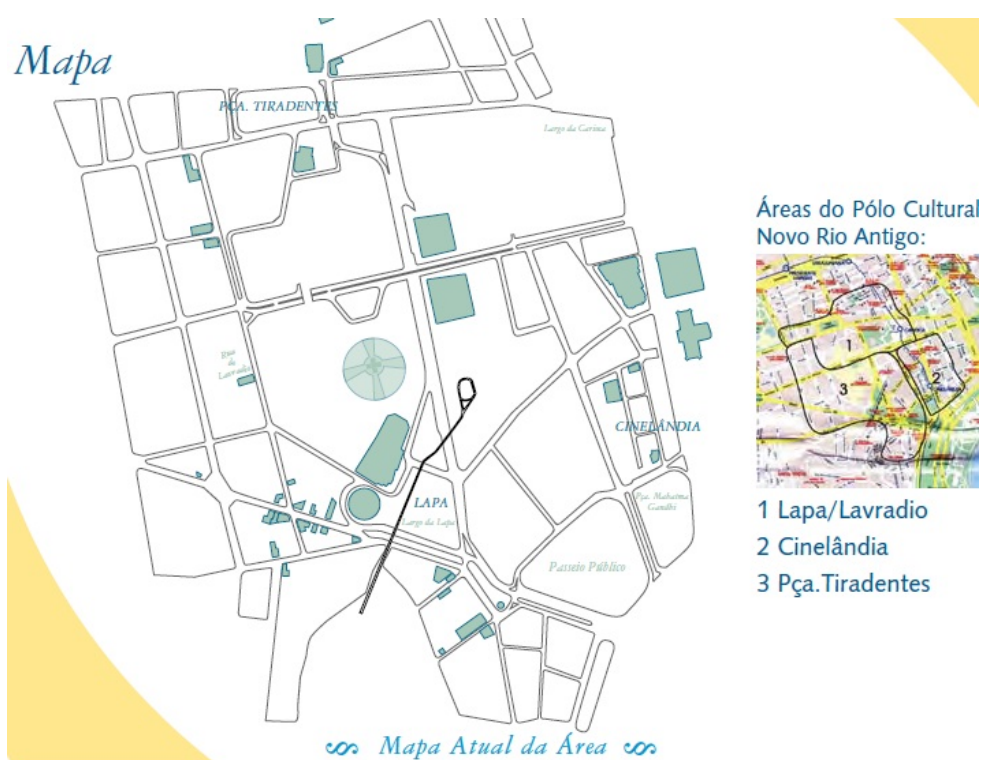 Mapa
PÇA. TIRADENTES
Largo da Carioca
Rua
do
Lavradio
CINELÂNDIA
LAPA
Largo da Lapa
Pça. Mahatma
Gandhi
Passeio Público
Mapa Atual da Área
Áreas do Pólo Cultural
Novo Rio Antigo:
1
2
3
1 Lapa/Lavradio
2 Cinelândia
3 Pça.Tiradentes